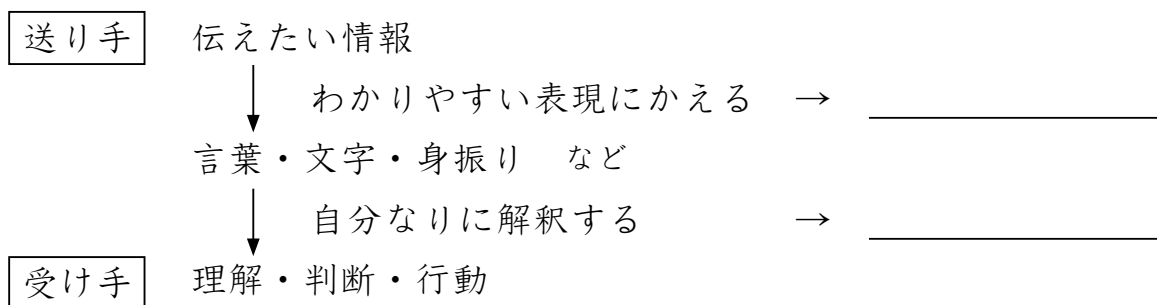 送り手 伝えたい情報
わかりやすい表現にかえる →
言葉・文字・身振り など
自分なりに解釈する →
受け手 理解・判断・行動